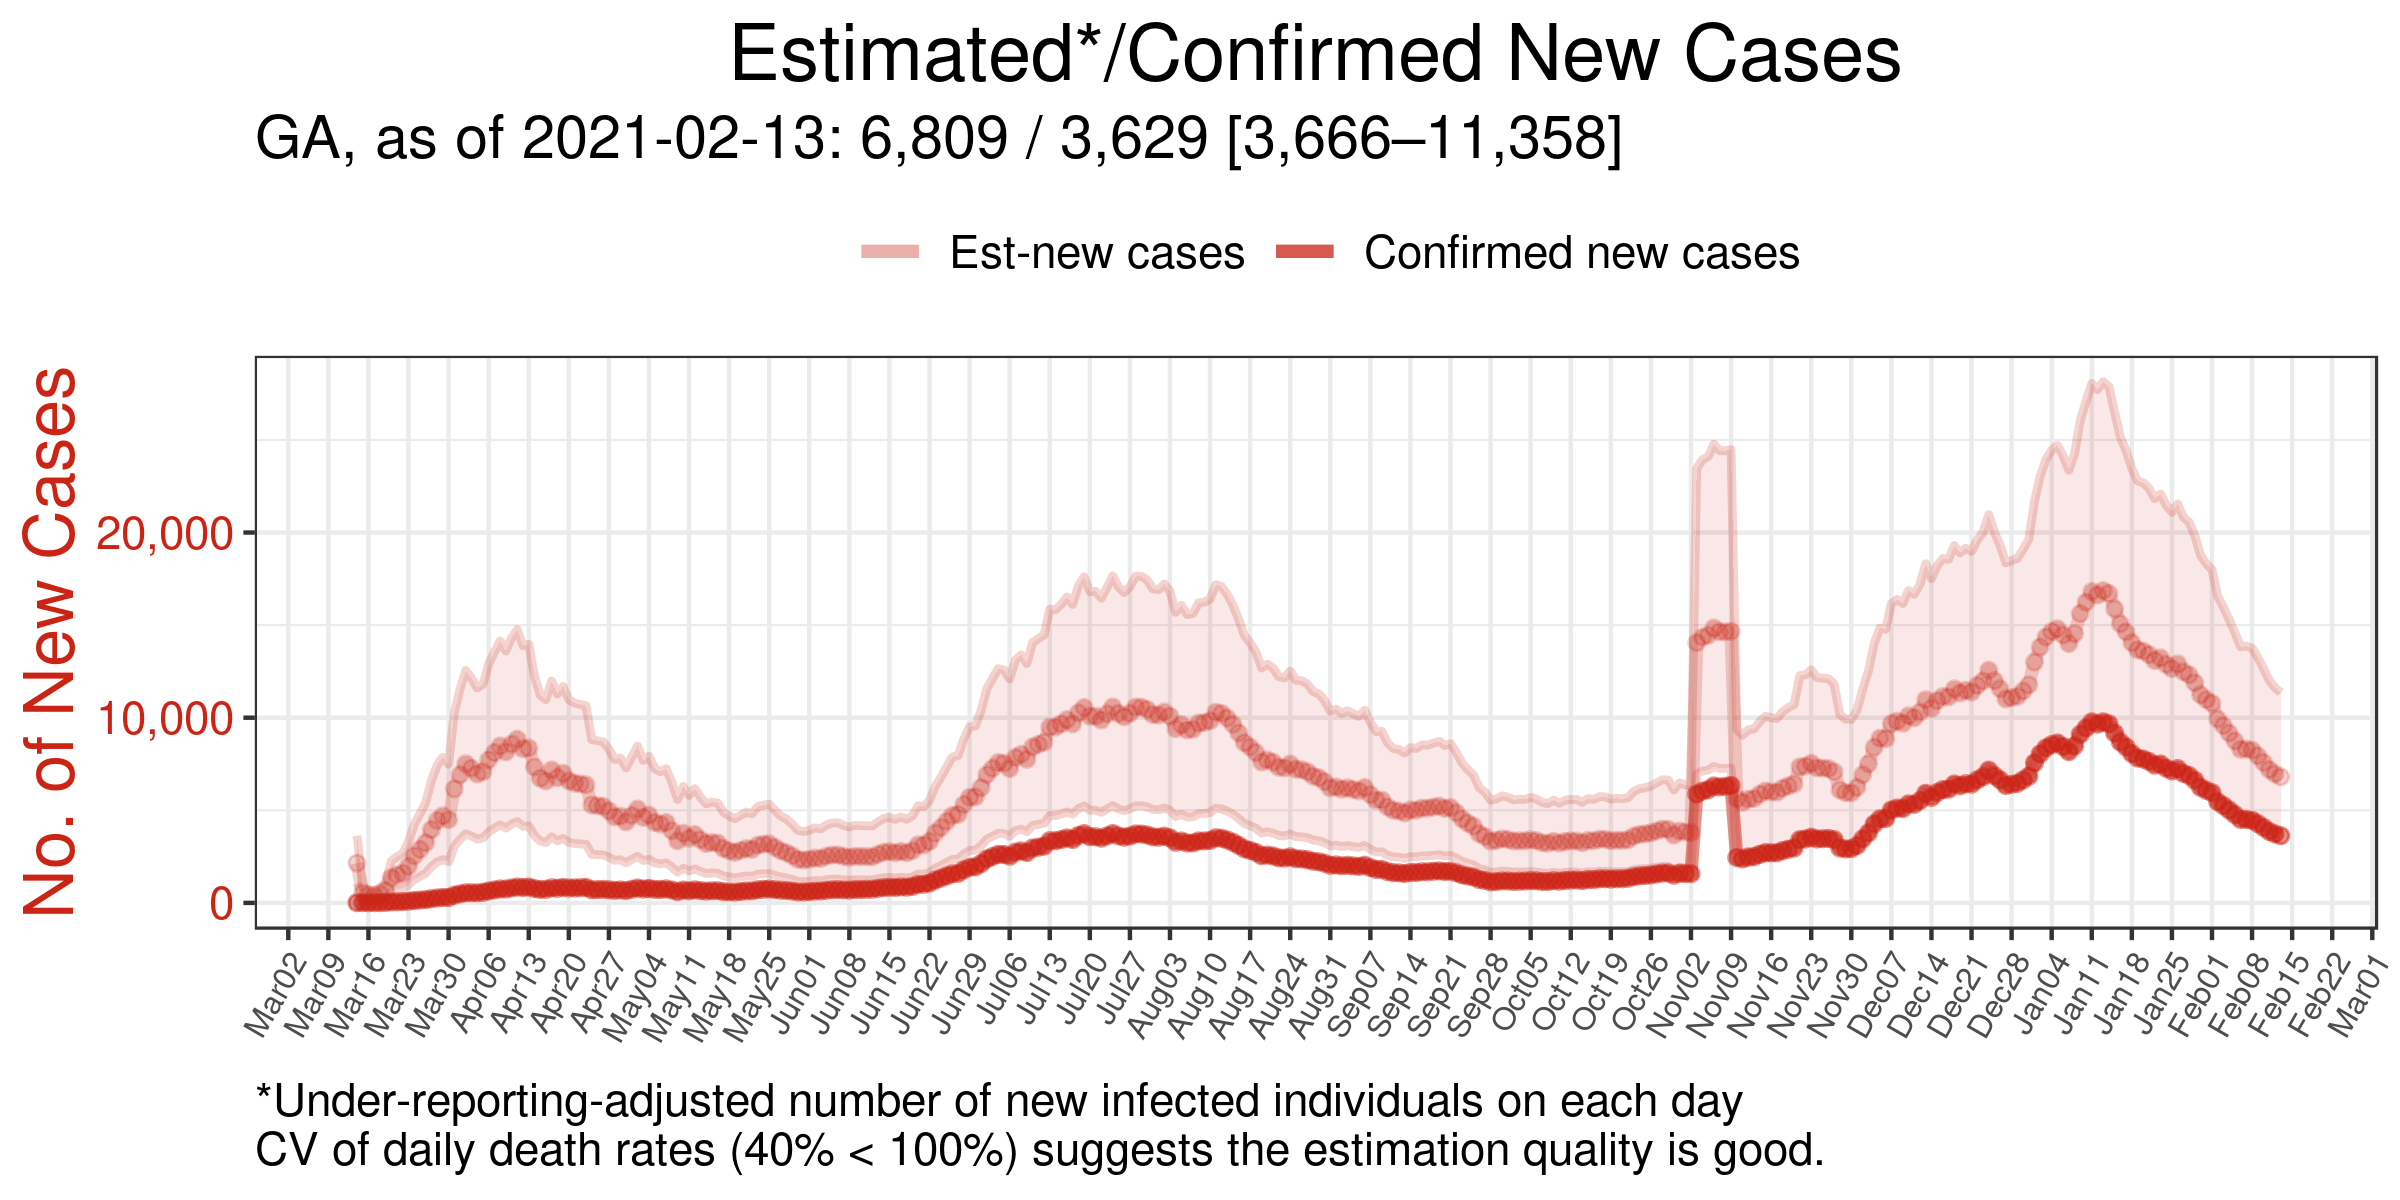 Estimated*/Confirmed New Cases
GA, as of 2021-02-13: 6,809 / 3,629 [3,666–11,358]
Est-new cases Confirmed new cases
No. of New Cases
20,000
10,000
0
Mar02 Mar09 Mar16 Mar23 Mar30 Apr06 Apr13 Apr20 Apr27 May04 May11 May18 May25 Jun01 Jun08 Jun15 Jun22 Jun29 Jul06 Jul13 Jul20 Jul27 Aug03 Aug10 Aug17 Aug24 Aug31 Sep07 Sep14 Sep21 Sep28 Oct05 Oct12 Oct19 Oct26 Nov02 Nov09 Nov16 Nov23 Nov30 Dec07 Dec14 Dec21 Dec28 Jan04 Jan11 Jan18 Jan25 Feb01 Feb08 Feb15 Feb22 Mar01
*Under-reporting-adjusted number of new infected individuals on each day
CV of daily death rates (40% < 100%) suggests the estimation quality is good.